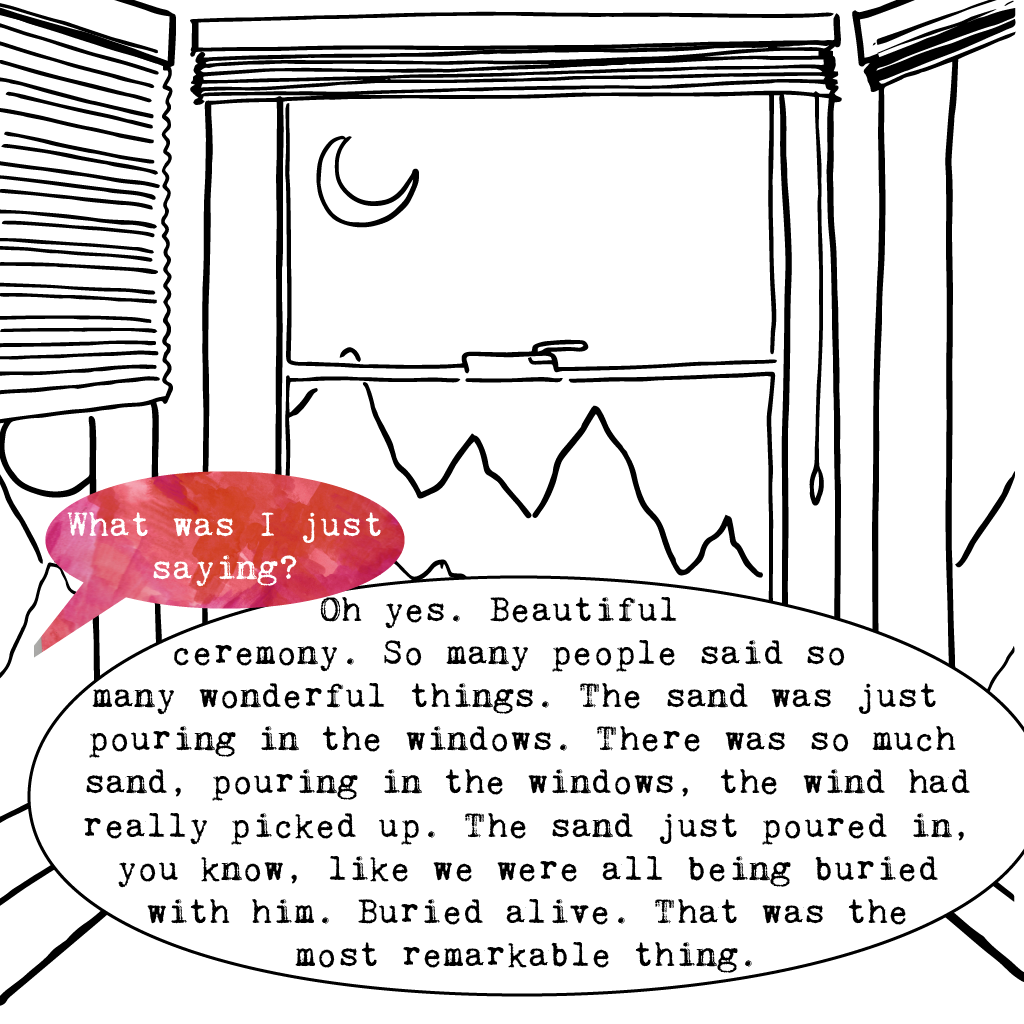 What was I just
saying?
Oh yes. Beautiful
ceremony. So many people said so
many wonderful things. The sand was just
pouring in the windows. There was so much
sand, pouring in the windows, the wind had
really picked up. The sand just poured in,
you know, like we were all being buried
with him. Buried alive. That was the
most remarkable thing.